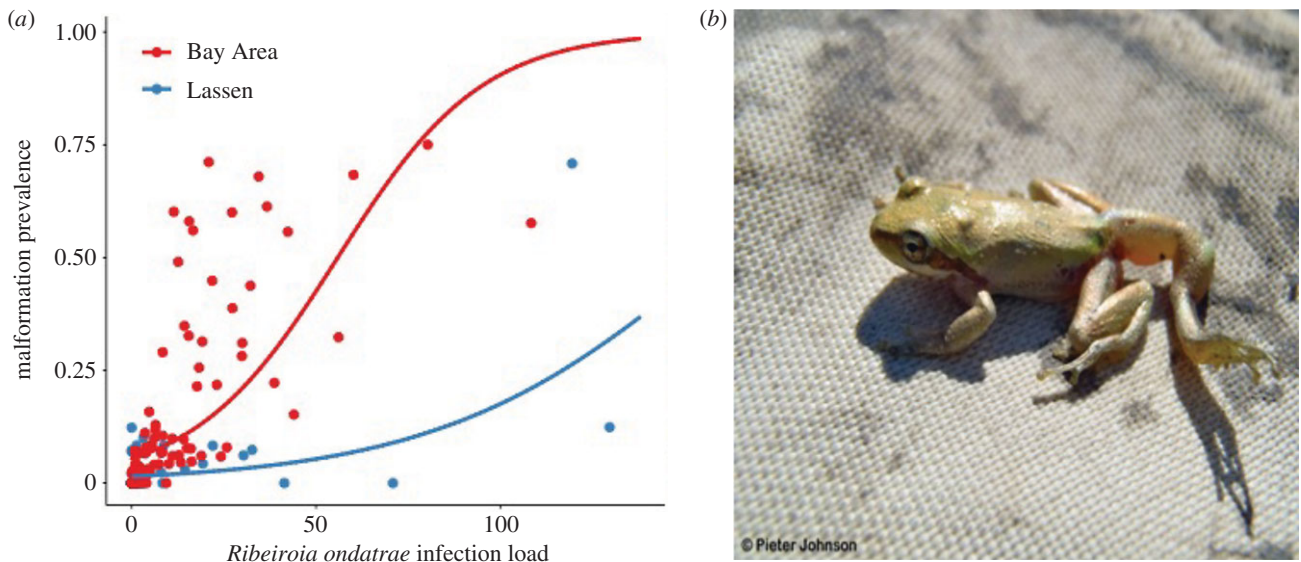 (a)
1.00
0.75
0.50
0.25
0
malformation prevalence
Bay Area
Lassen
0 50 100
Ribeiroia ondatrae infection load
(b)
© Pieter Johnson